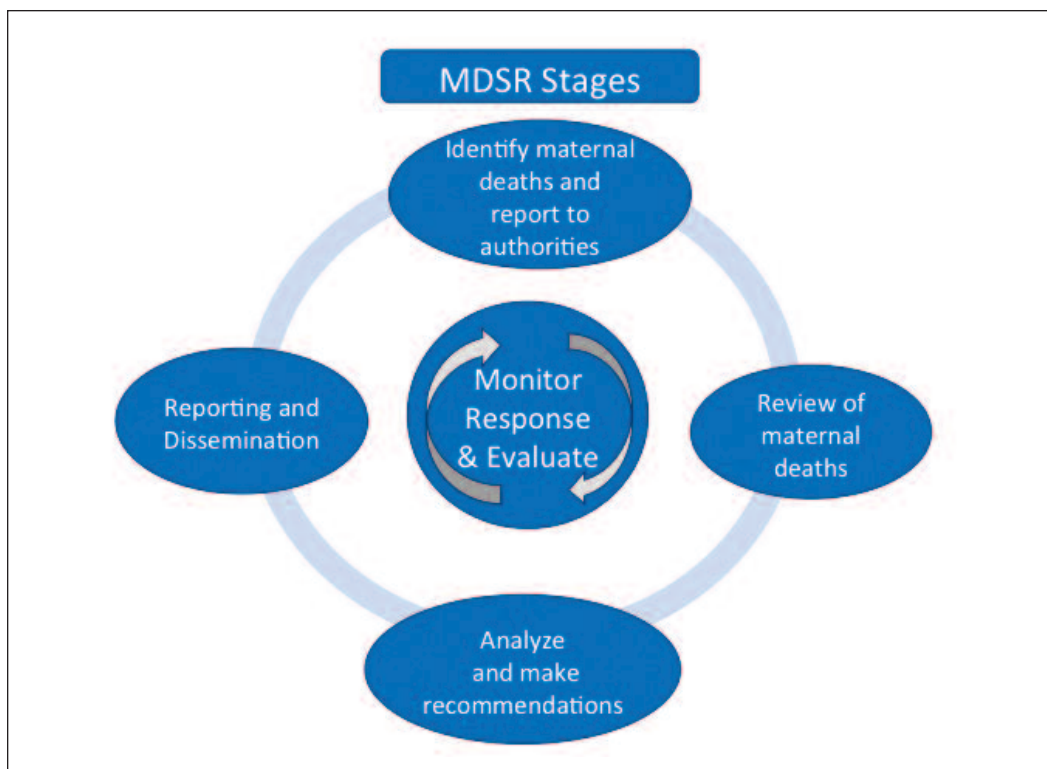 MDSR Stages
Identify maternal
deaths and
report to
authorities
Monitor
Response
& Evaluate
Reporting and
Dissemination
Review of
maternal
deaths
Analyze
and make
recommendations